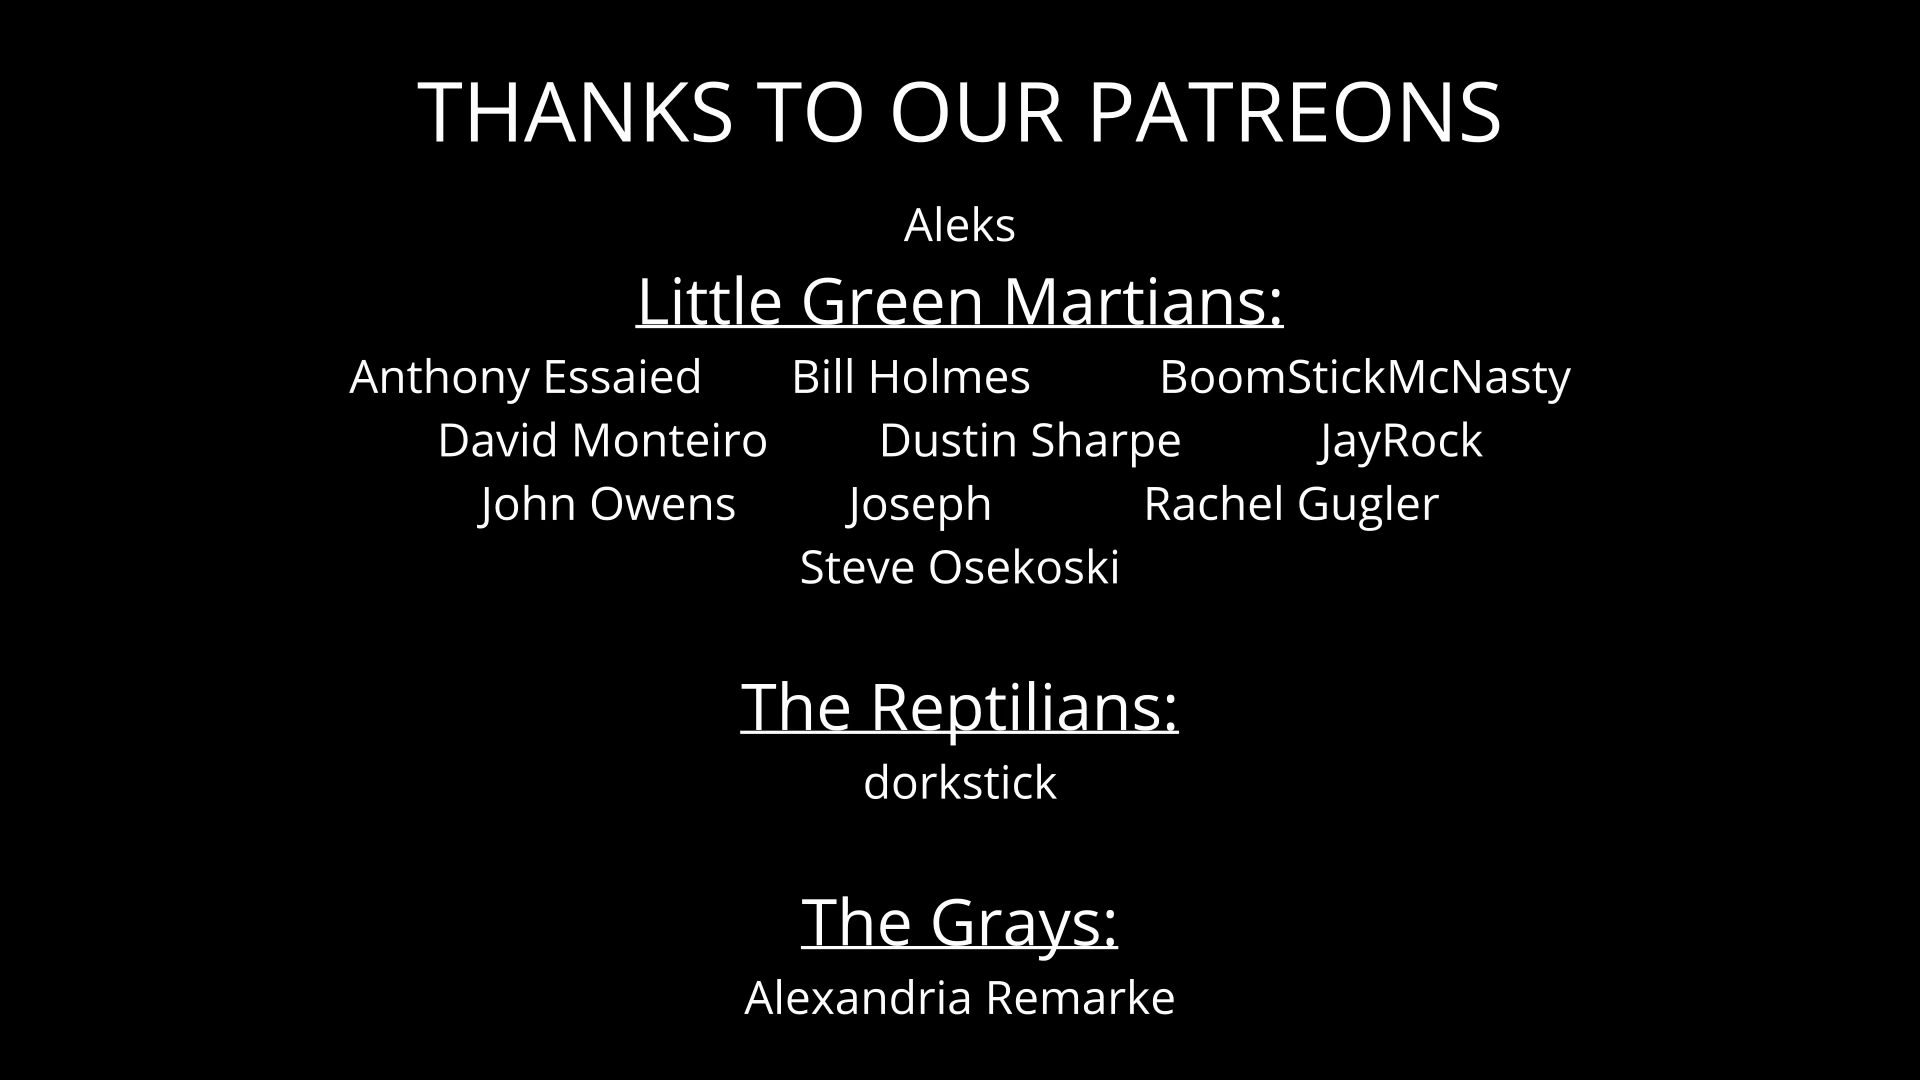 THANKS TO OUR PATREONS
Aleks
Little Green Martians:
Anthony Essaied Bill Holmes BoomStickMcNasty
David Monteiro Dustin Sharpe JayRock
John Owens Joseph Rachel Gugler
Steve Osekoski
The Reptilians:
dorkstick
The Grays:
Alexandria Remarke